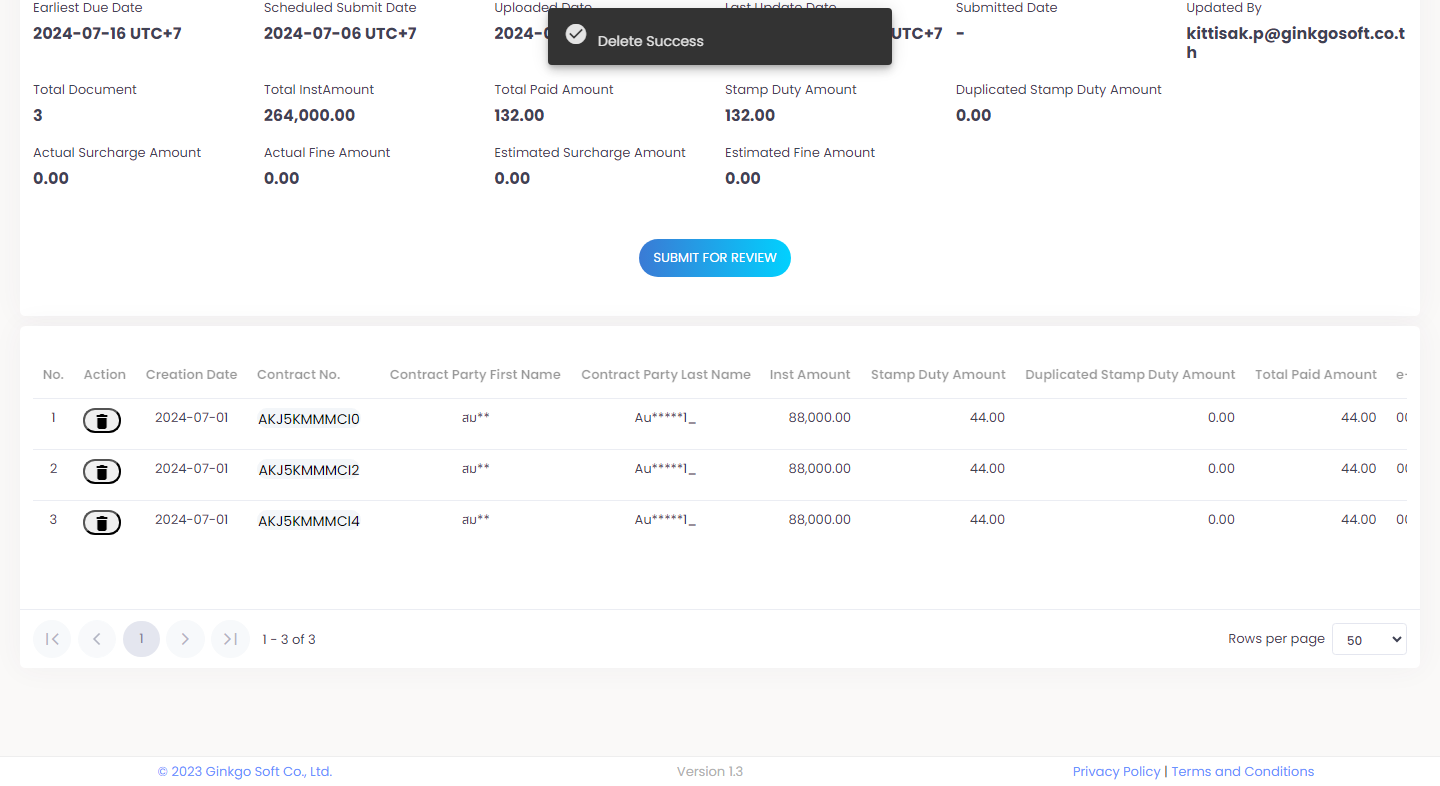 Earliest Due Date Scheduled Submit Date Uploaded Date Last Update Date Submitted Date Updated By
2024-07-16 UTC+7 2024-07-06 UTC+7 2024-0 UTC+7 - kittisak.p@ginkgosoft.co.t
h
Delete Success
Total Document Total InstAmount Total Paid Amount Stamp Duty Amount Duplicated Stamp Duty Amount
3 264,000.00 132.00 132.00 0.00
Actual Surcharge Amount Actual Fine Amount Estimated Surcharge Amount Estimated Fine Amount
0.00 0.00 0.00 0.00
SUBMIT FOR REVIEW
No. Action Creation Date Contract No. Contract Party First Name Contract Party Last Name Inst Amount Stamp Duty Amount Duplicated Stamp Duty Amount Total Paid Amount e-
1 2024-07-01 AKJ5KMMMCI0 สม** Au*****1_ 88,000.00 44.00 0.00 44.00 00
2 2024-07-01 AKJ5KMMMCI2 สม** Au*****1_ 88,000.00 44.00 0.00 44.00 00
3 2024-07-01 AKJ5KMMMCI4 สม** Au*****1_ 88,000.00 44.00 0.00 44.00 00
1 1 - 3 of 3 Rows per page 50
© 2023 Ginkgo Soft Co., Ltd. Version 1.3 Privacy Policy | Terms and Conditions